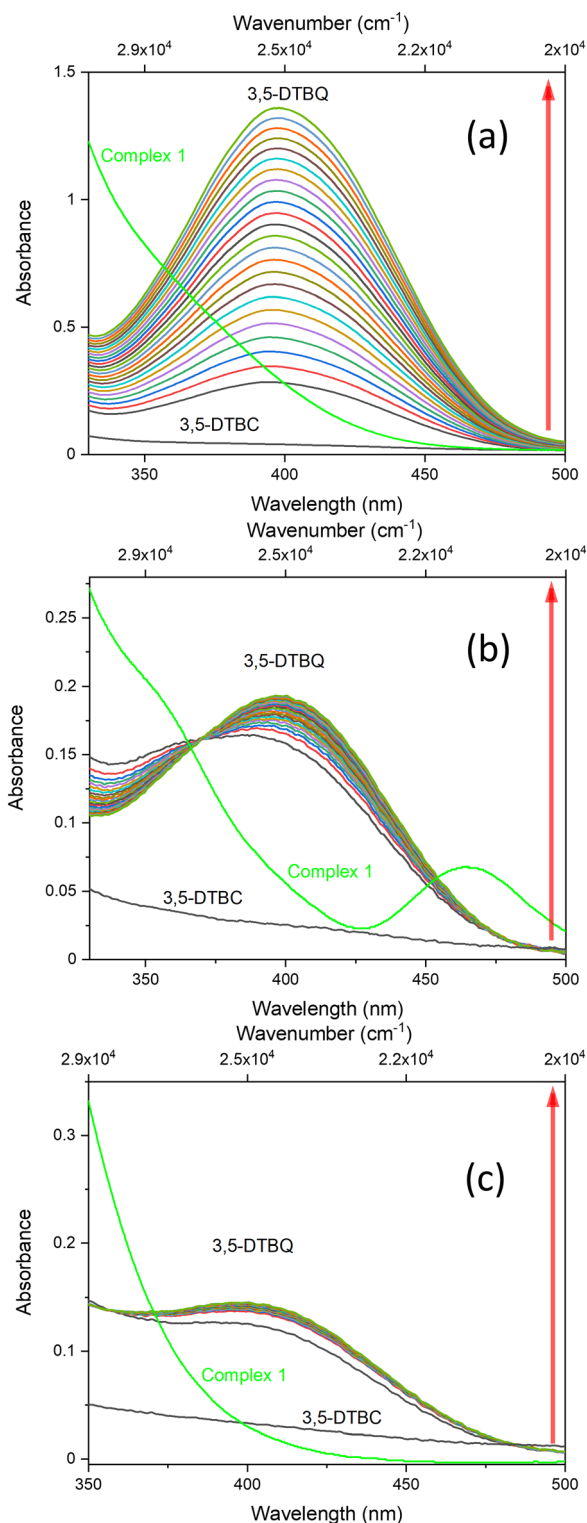 Wavenumber (cm⁻¹)
2.9x10⁴ 2.5x10⁴ 2.2x10⁴ 2x10⁴
1.5
3,5-DTBQ
(a)
Complex 1
1
Absorbance
0.5
3,5-DTBC
0
350 400 450 500
Wavelength (nm)
Wavenumber (cm⁻¹)
2.9x10⁴ 2.5x10⁴ 2.2x10⁴ 2x10⁴
0.25
3,5-DTBQ
(b)
0.2
0.15
Absorbance
0.1
Complex 1
0.05
3,5-DTBC
0
350 400 450 500
Wavelength (nm)
Wavenumber (cm⁻¹)
2.9x10⁴ 2.5x10⁴ 2.2x10⁴ 2x10⁴
0.3
(c)
3,5-DTBQ
0.2
Absorbance
0.1
Complex 1
3,5-DTBC
0
350 400 450 500
Wavelength (nm)